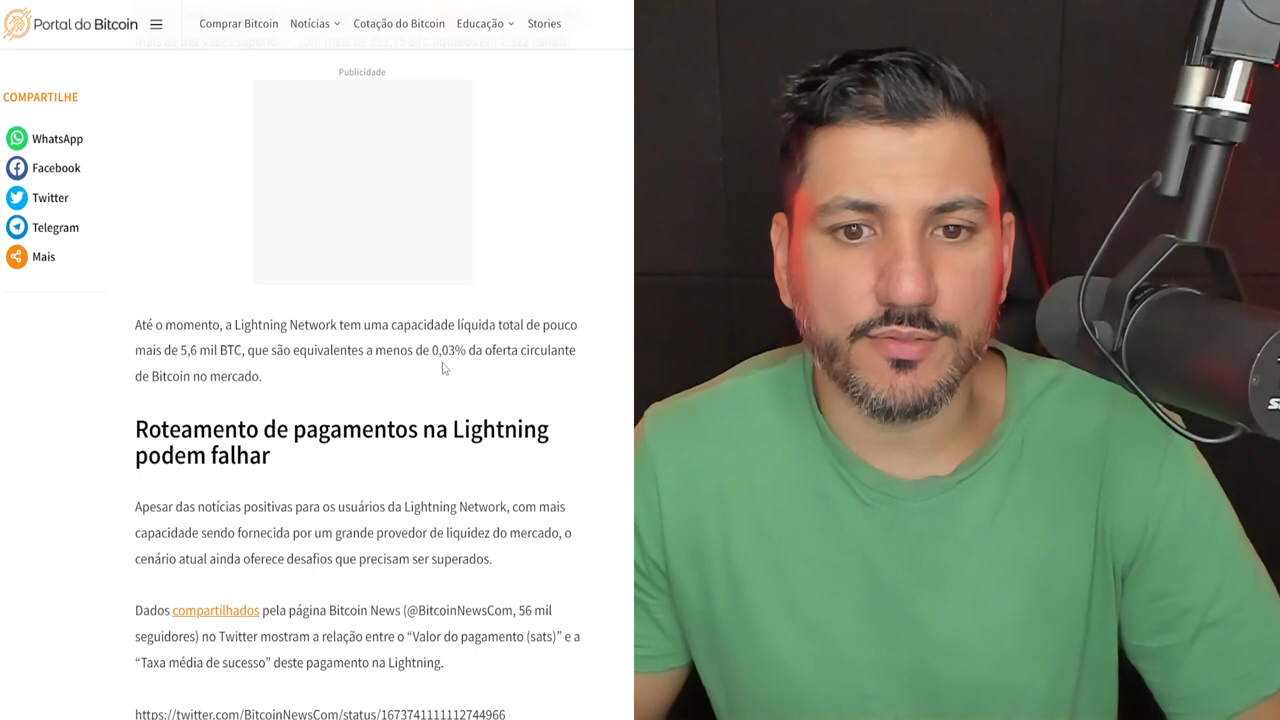 Portal do Bitcoin
Comprar Bitcoin
Notícias
Cotação do Bitcoin
Educação
Stories
Publicidade
COMPARTILHE
WhatsApp
Facebook
Twitter
Telegram
Mais
Até o momento, a Lightning Network tem uma capacidade líquida total de pouco
mais de 5,6 mil BTC, que são equivalentes a menos de 0,03% da oferta circulante
de Bitcoin no mercado.
Roteamento de pagamentos na Lightning
podem falhar
Apesar das notícias positivas para os usuários da Lightning Network, com mais
capacidade sendo fornecida por um grande provedor de liquidez do mercado, o
cenário atual ainda oferece desafios que precisam ser superados.
Dados compartilhados pela página Bitcoin News (@BitcoinNewsCom, 56 mil
seguidores) no Twitter mostram a relação entre o “Valor do pagamento (sats)” e a
“Taxa média de sucesso” deste pagamento na Lightning.
https://twitter.com/BitcoinNewsCom/status/1673741111112744966